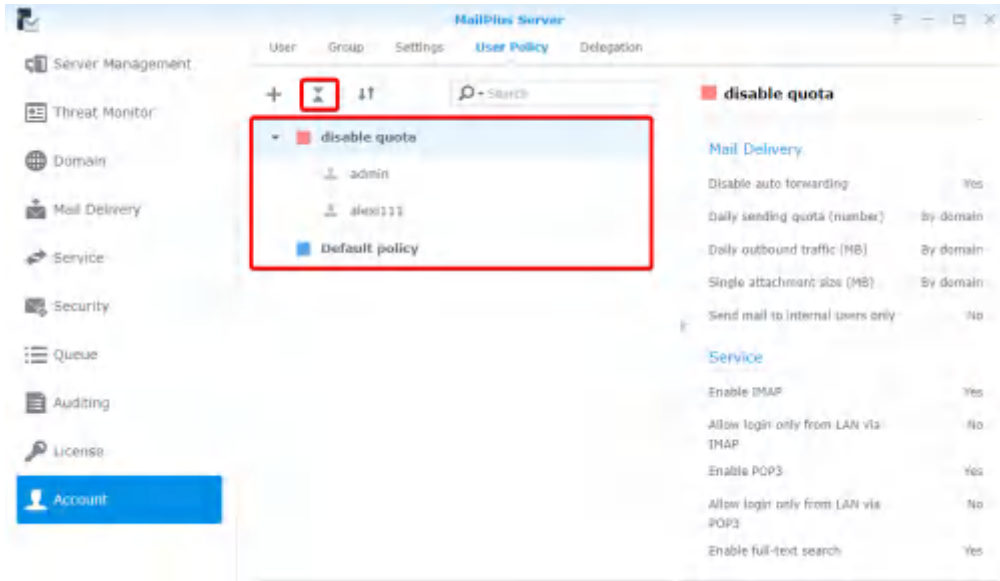 MailPlus Server
User Group Settings User Policy Delegation
Server Management
Threat Monitor
Domain
Mail Delivery
Service
Security
Queue
Auditing
License
Account
Search
disable quota
admin
alexi111
Default policy
disable quota
Mail Delivery
Disable auto forwarding Yes
Daily sending quota (number) By domain
Daily outbound traffic (MB) By domain
Single attachment size (MB) By domain
Send mail to internal users only No
Service
Enable IMAP Yes
Allow login only from LAN via No
IMAP
Enable POP3 Yes
Allow login only from LAN via No
POP3
Enable full-text search Yes